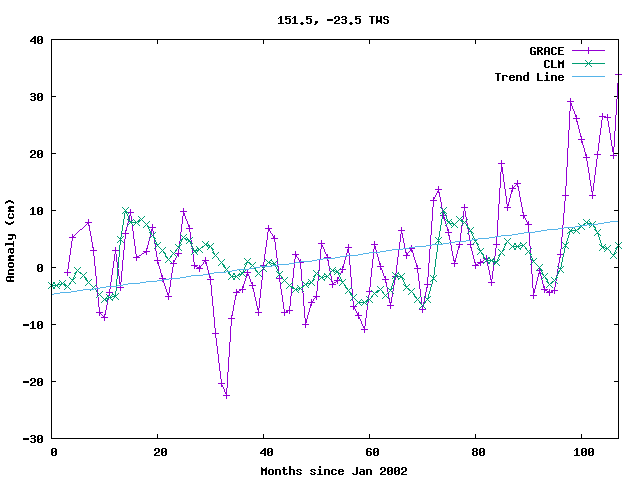 151.5, -23.5 TWS
GRACE
CLM
Trend Line
Anomaly (cm)
40
30
20
10
0
-10
-20
-30
0 20 40 60 80 100
Months since Jan 2002